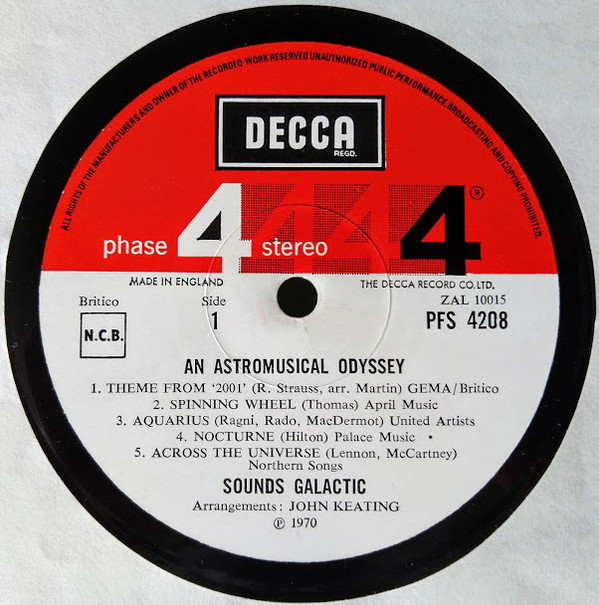 ALL RIGHTS OF THE MANUFACTURERS AND OWNER OF THE RECORDED WORK RESERVED UNAUTHORIZED PUBLIC PERFORMANCE, BROADCASTING AND COPYING PROHIBITED.
DECCA
REGD.
phase 4 stereo 4 4 4 ®
MADE IN ENGLAND
THE DECCA RECORD CO. LTD.
Britico
Side
ZAL 10015
N.C.B.
1
PFS 4208
AN ASTROMUSICAL ODYSSEY
1. THEME FROM '2001' (R. Strauss, arr. Martin) GEMA/Britico
2. SPINNING WHEEL (Thomas) April Music
3. AQUARIUS (Ragni, Rado, MacDermot) United Artists
4. NOCTURNE (Hilton) Palace Music
5. ACROSS THE UNIVERSE (Lennon, McCartney)
Northern Songs
SOUNDS GALACTIC
Arrangements: JOHN KEATING
℗ 1970